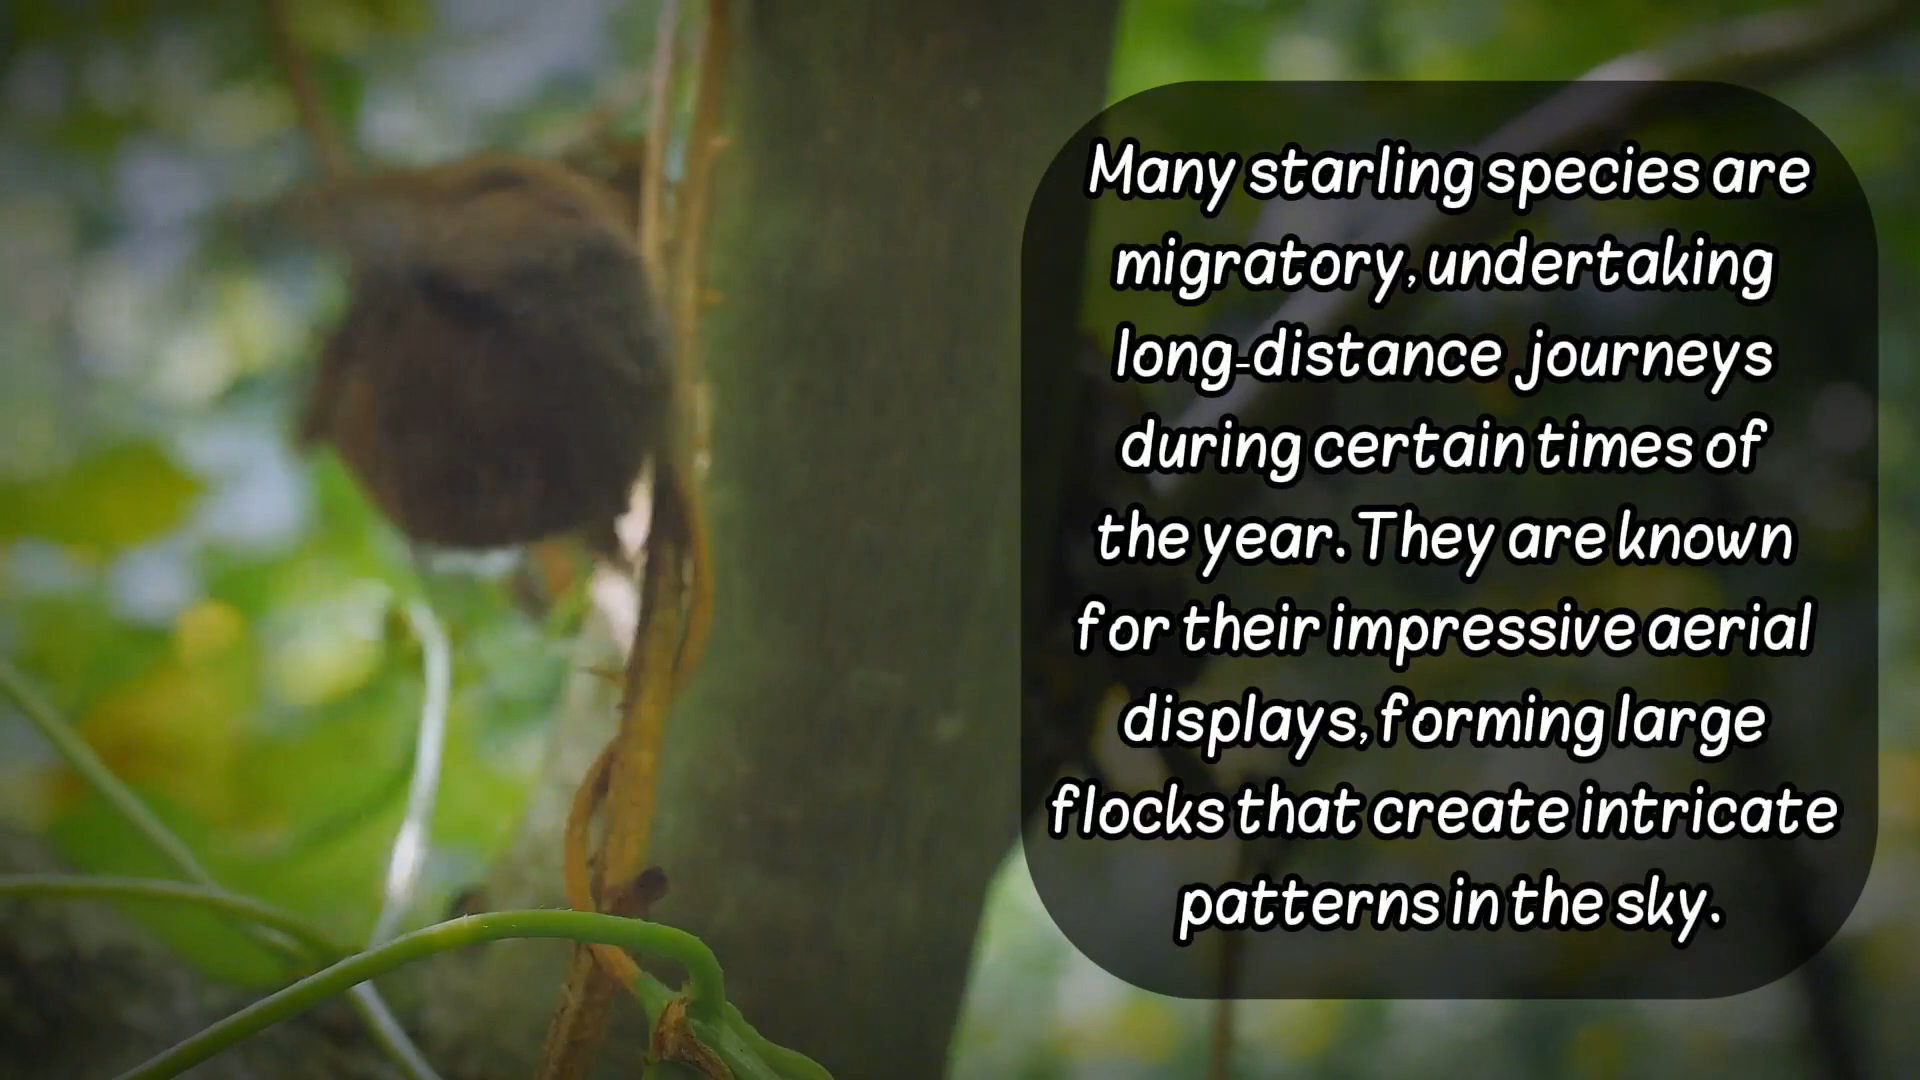 Many starling species are
migratory, undertaking
long-distance journeys
during certain times of
the year. They are known
for their impressive aerial
displays, forming large
flocks that create intricate
patterns in the sky.